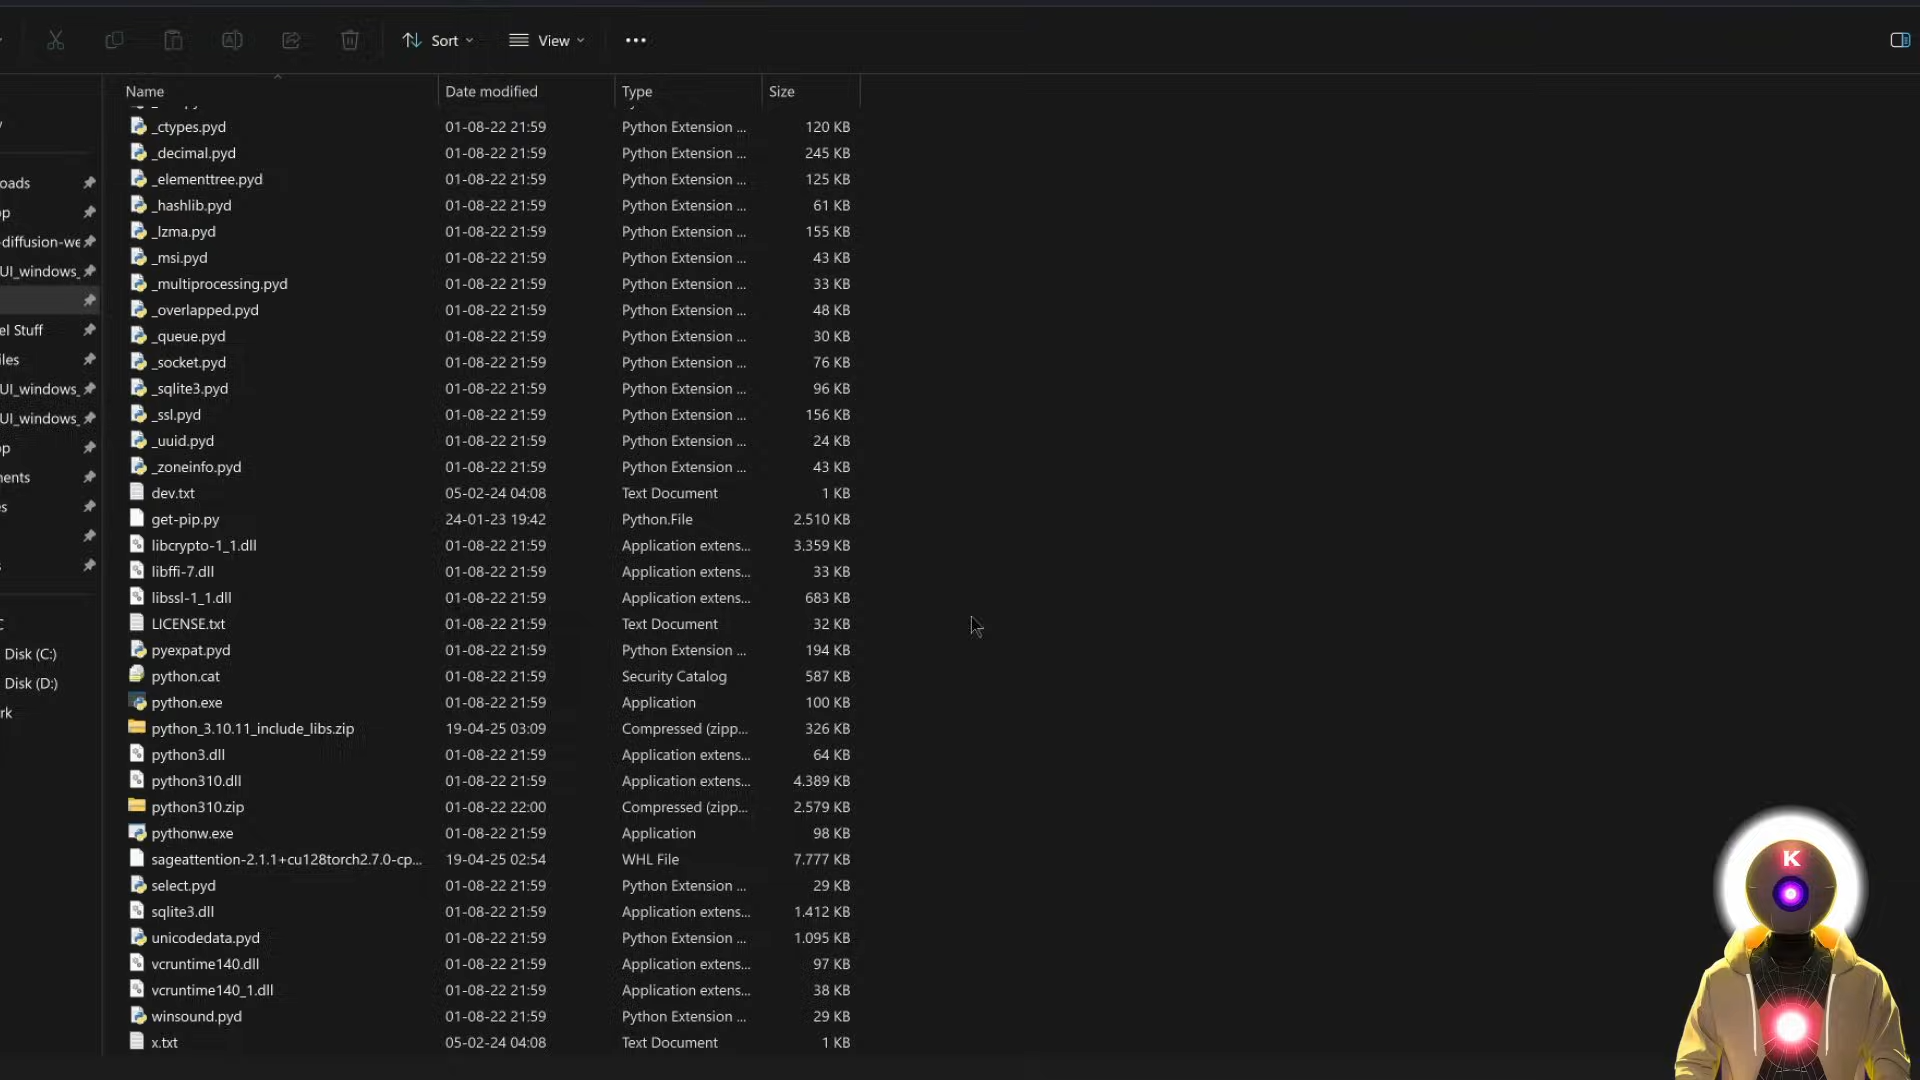 Sort
View
Name Date modified Type Size
_ctypes.pyd 01-08-22 21:59 Python Extension ... 120 KB
_decimal.pyd 01-08-22 21:59 Python Extension ... 245 KB
_elementtree.pyd 01-08-22 21:59 Python Extension ... 125 KB
_hashlib.pyd 01-08-22 21:59 Python Extension ... 61 KB
_lzma.pyd 01-08-22 21:59 Python Extension ... 155 KB
_msi.pyd 01-08-22 21:59 Python Extension ... 43 KB
_multiprocessing.pyd 01-08-22 21:59 Python Extension ... 33 KB
_overlapped.pyd 01-08-22 21:59 Python Extension ... 48 KB
_queue.pyd 01-08-22 21:59 Python Extension ... 30 KB
_socket.pyd 01-08-22 21:59 Python Extension ... 76 KB
_sqlite3.pyd 01-08-22 21:59 Python Extension ... 96 KB
_ssl.pyd 01-08-22 21:59 Python Extension ... 156 KB
_uuid.pyd 01-08-22 21:59 Python Extension ... 24 KB
_zoneinfo.pyd 01-08-22 21:59 Python Extension ... 43 KB
dev.txt 05-02-24 04:08 Text Document 1 KB
get-pip.py 24-01-23 19:42 Python.File 2.510 KB
libcrypto-1_1.dll 01-08-22 21:59 Application extens... 3.359 KB
libffi-7.dll 01-08-22 21:59 Application extens... 33 KB
libssl-1_1.dll 01-08-22 21:59 Application extens... 683 KB
LICENSE.txt 01-08-22 21:59 Text Document 32 KB
pyexpat.pyd 01-08-22 21:59 Python Extension ... 194 KB
python.cat 01-08-22 21:59 Security Catalog 587 KB
python.exe 01-08-22 21:59 Application 100 KB
python_3.10.11_include_libs.zip 19-04-25 03:09 Compressed (zipp... 326 KB
python3.dll 01-08-22 21:59 Application extens... 64 KB
python310.dll 01-08-22 21:59 Application extens... 4.389 KB
python310.zip 01-08-22 22:00 Compressed (zipp... 2.579 KB
pythonw.exe 01-08-22 21:59 Application 98 KB
sageattention-2.1.1+cu128torch2.7.0-cp... 19-04-25 02:54 WHL File 7.777 KB
select.pyd 01-08-22 21:59 Python Extension ... 29 KB
sqlite3.dll 01-08-22 21:59 Application extens... 1.412 KB
unicodedata.pyd 01-08-22 21:59 Python Extension ... 1.095 KB
vcruntime140.dll 01-08-22 21:59 Application extens... 97 KB
vcruntime140_1.dll 01-08-22 21:59 Application extens... 38 KB
winsound.pyd 01-08-22 21:59 Python Extension ... 29 KB
x.txt 05-02-24 04:08 Text Document 1 KB
oads
op
-diffusion-we
UI_windows_
el Stuff
iles
UI_windows_
UI_windows_
op
ments
es
Disk (C:)
Disk (D:)
rk
K